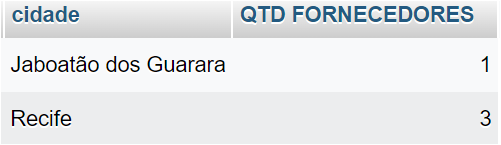 cidade QTD FORNECEDORES
Jaboatão dos Guarara 1
Recife 3